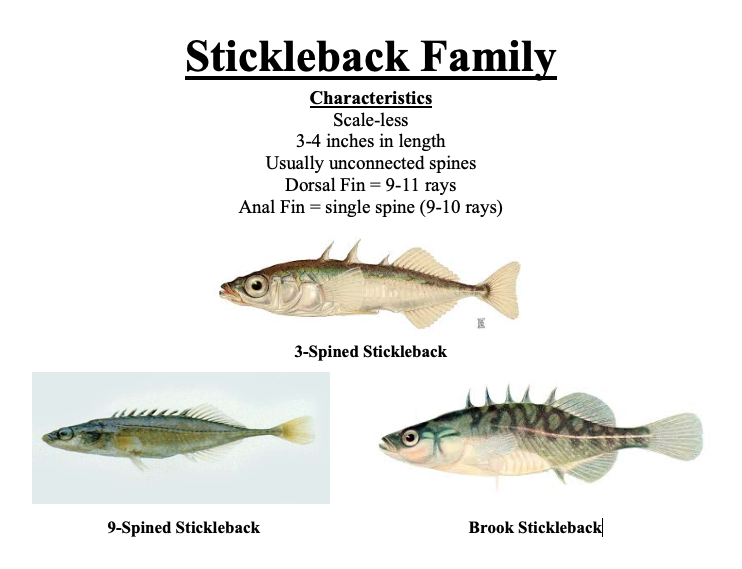 Stickleback Family
Characteristics
Scale-less
3-4 inches in length
Usually unconnected spines
Dorsal Fin = 9-11 rays
Anal Fin = single spine (9-10 rays)
3-Spined Stickleback
9-Spined Stickleback
Brook Stickleback